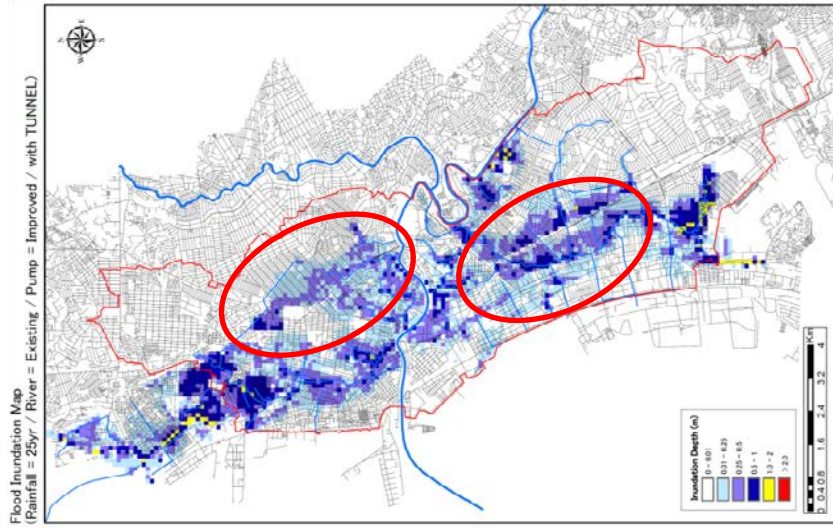 Flood Inundation Map
(Rainfall = 25yr / River = Existing / Pump = Improved / with TUNNEL)
N
E
S
W
Inundation Depth (m)
0 - 0.01
0.01 - 0.25
0.25 - 0.5
0.5 - 1
1.0 - 2
> 2.0
Km
0 0.4 0.8 1.6 2.4 3.2 4